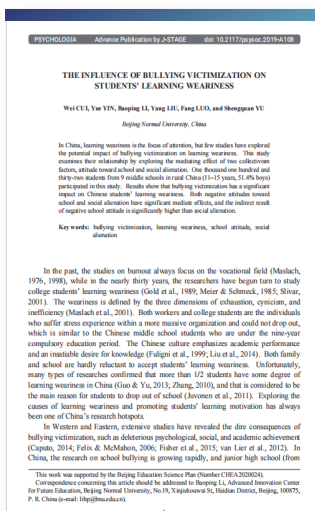 PSYCHOLOGIA Advance Publication by J-STAGE doi: 10.2117/psysoc.2019-A108
THE INFLUENCE OF BULLYING VICTIMIZATION ON
STUDENTS' LEARNING WEARINESS
Wei CUI, Yue YIN, Baoping LI, Yang LIU, Fang LUO, and Shengquan YU
Beijing Normal University, China
In China, learning weariness is the focus of attention, but few studies have explored
the potential impact of bullying victimization on learning weariness. This study
examines their relationship by exploring the mediating effect of two collectivism
factors, attitude toward school and social alienation. One thousand one hundred and
thirty-two students from 9 middle schools in rural China (11–15 years, 51.4% boys)
participated in this study. Results show that bullying victimization has a significant
impact on Chinese students' learning weariness. Both negative attitudes toward
school and social alienation have significant mediate effects, and the indirect result
of negative school attitude is significantly higher than social alienation.
Key words: bullying victimization, learning weariness, school attitude, social
alienation
In the past, the studies on burnout always focus on the vocational field (Maslach,
1976, 1998), while in the nearly thirty years, the researchers have begun turn to study
college students' learning weariness (Gold et al., 1989; Meier & Schmeck, 1985; Slivar,
2001). The weariness is defined by the three dimensions of exhaustion, cynicism, and
inefficiency (Maslach et al., 2001). Both workers and college students are the individuals
who suffer stress experience within a more massive organization and could not drop out,
which is similar to the Chinese middle school students who are under the nine-year
compulsory education period. The Chinese culture emphasizes academic performance
and an insatiable desire for knowledge (Fuligni et al., 1999; Liu et al., 2014). Both family
and school are hardly reluctant to accept students' learning weariness. Unfortunately,
many types of researches confirmed that more than 1/2 students have some degree of
learning weariness in China (Guo & Yu, 2013; Zhang, 2010), and that is considered to be
the main reason for students to drop out of school (Juvonen et al., 2011). Exploring the
causes of learning weariness and promoting students' learning motivation has always
been one of China's research hotspots.
In Western and Eastern, extensive studies have revealed the dire consequences of
bullying victimization, such as deleterious psychological, social, and academic achievement
(Caputo, 2014; Felix & McMahon, 2006; Fisher et al., 2015; van Lier et al., 2012). In
China, the research on school bullying is growing rapidly, and junior high school (from
This work was supported by the Beijing Education Science Plan (Number CHEA2020024).
Correspondence concerning this article should be addressed to Baoping Li, Advanced Innovation Center
for Future Education, Beijing Normal University, No.19, Xinjiekouwai St, Haidian District, Beijing, 100875,
P. R. China (e-mail: libp@bnu.edu.cn).